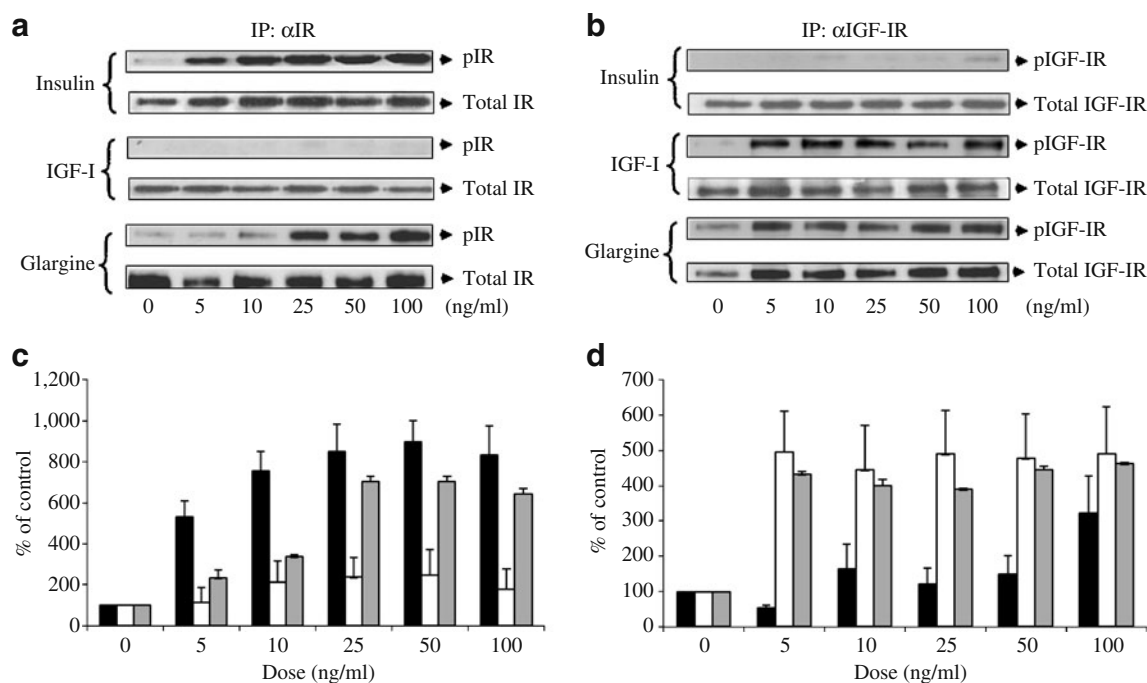 a
IP: αIR
Insulin
pIR
Total IR
IGF-I
pIR
Total IR
Glargine
pIR
Total IR
0 5 10 25 50 100 (ng/ml)
b
IP: αIGF-IR
Insulin
pIGF-IR
Total IGF-IR
IGF-I
pIGF-IR
Total IGF-IR
Glargine
pIGF-IR
Total IGF-IR
0 5 10 25 50 100 (ng/ml)
c
% of control
1,200
1,000
800
600
400
200
0
0 5 10 25 50 100
Dose (ng/ml)
d
% of control
700
600
500
400
300
200
100
0
0 5 10 25 50 100
Dose (ng/ml)